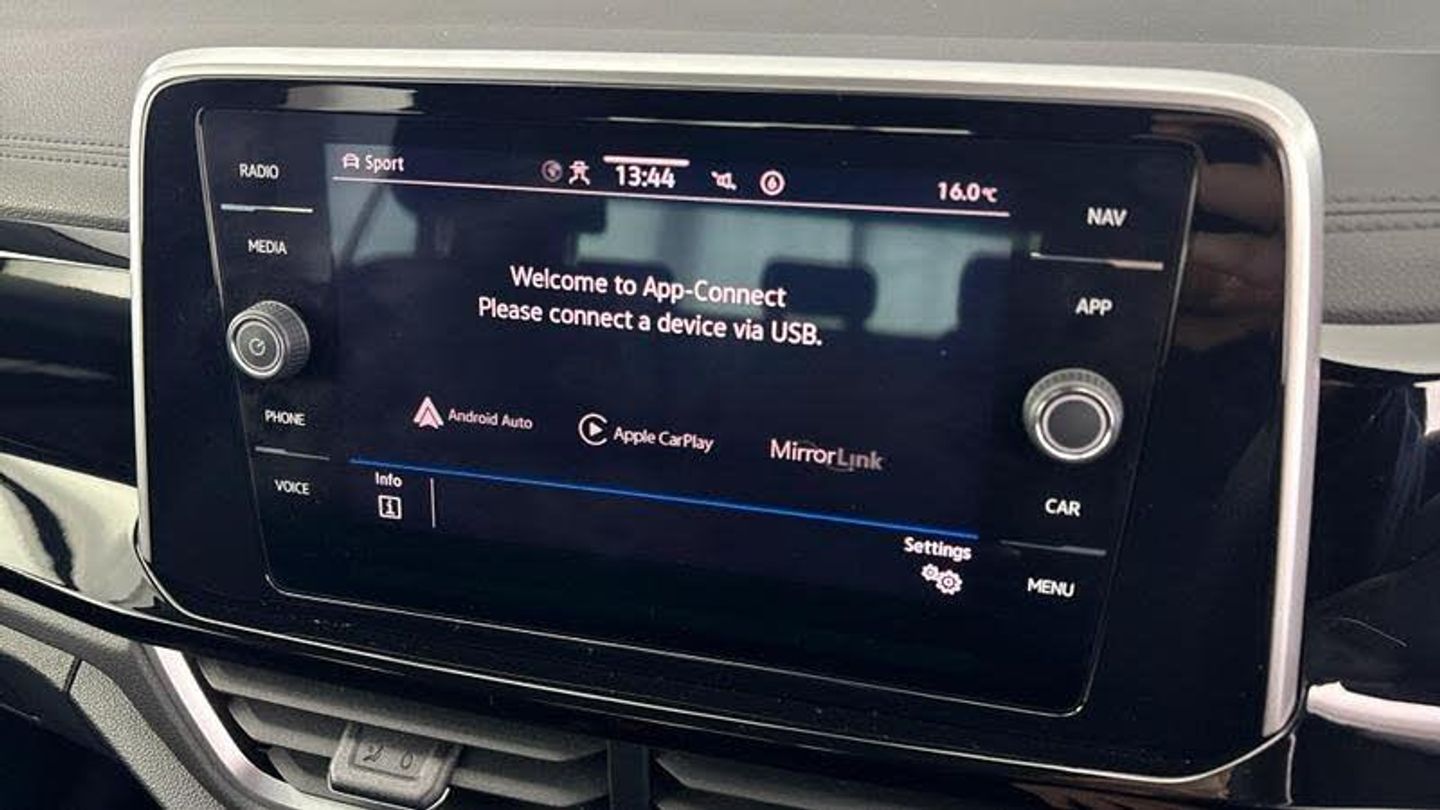 RADIO
MEDIA
PHONE
VOICE
Sport
13:44
16.0°C
Welcome to App-Connect
Please connect a device via USB.
Android Auto
Apple CarPlay
MirrorLink
Info
i
Settings
NAV
APP
CAR
MENU